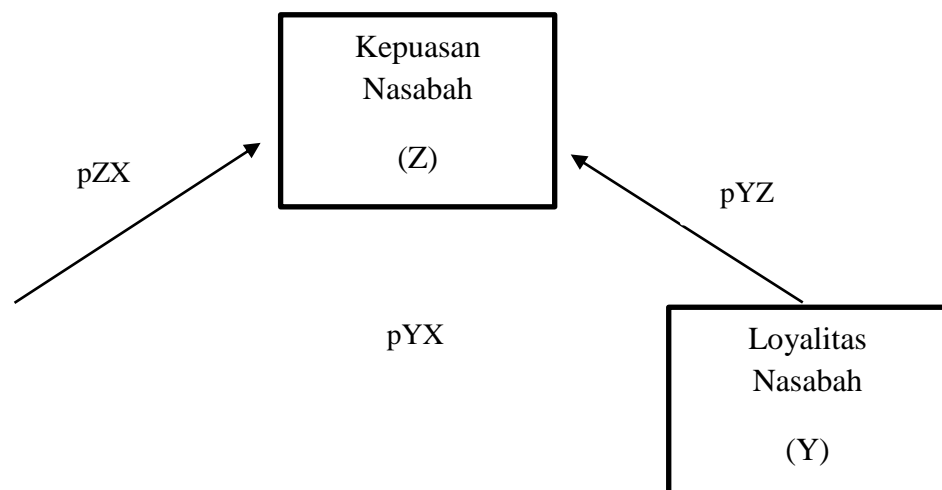 Kepuasan
Nasabah
(Z)
pZX
pYZ
pYX
Loyalitas
Nasabah
(Y)